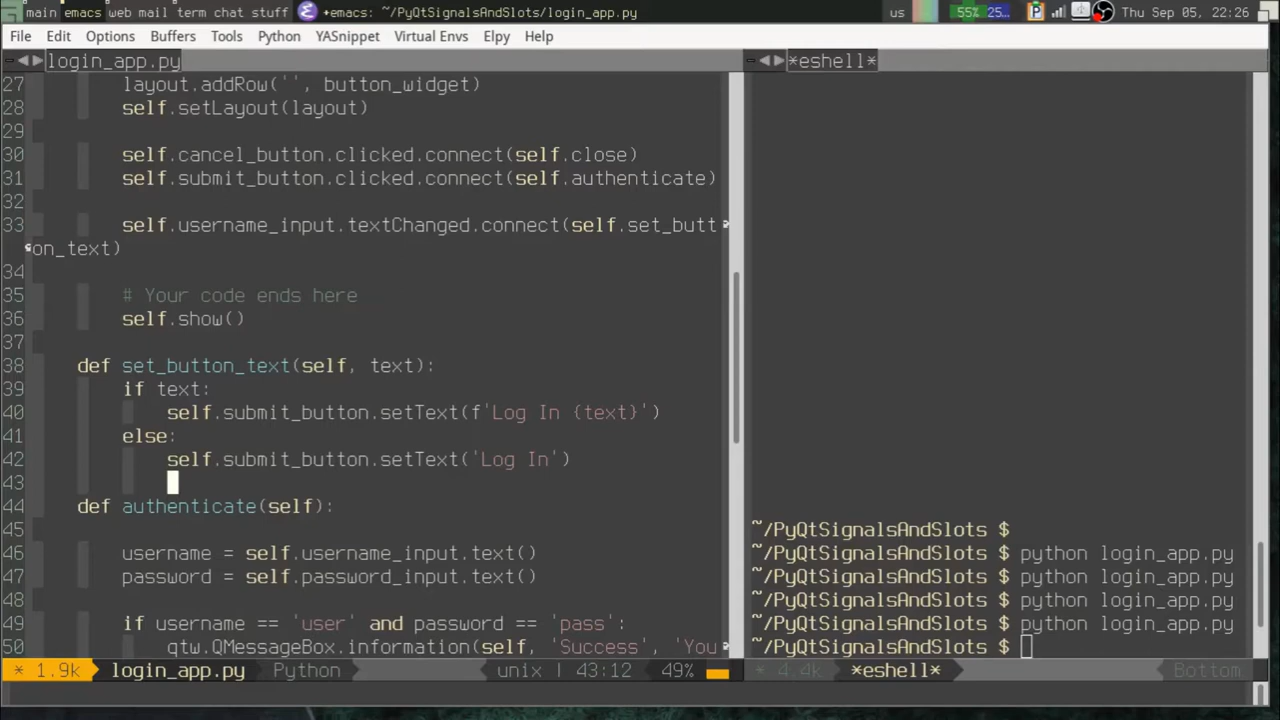 main emacs web mail term chat stuff
+emacs: ~/PyQtSignalsAndSlots/login_app.py
us
55% 25...
Thu Sep 05, 22:26
File Edit Options Buffers Tools Python YASnippet Virtual Envs Elpy Help
login_app.py
27 layout.addRow('', button_widget)
28 self.setLayout(layout)
29
30 self.cancel_button.clicked.connect(self.close)
31 self.submit_button.clicked.connect(self.authenticate)
32
33 self.username_input.textChanged.connect(self.set_butt
on_text)
34
35 # Your code ends here
36 self.show()
37
38 def set_button_text(self, text):
39 if text:
40 self.submit_button.setText(f'Log In {text}')
41 else:
42 self.submit_button.setText('Log In')
43
44 def authenticate(self):
45
46 username = self.username_input.text()
47 password = self.password_input.text()
48
49 if username == 'user' and password == 'pass':
50 qtw.QMessageBox.information(self, 'Success', 'You
* 1.9k login_app.py Python unix | 43:12 49%
*eshell*
~/PyQtSignalsAndSlots $
~/PyQtSignalsAndSlots $ python login_app.py
~/PyQtSignalsAndSlots $ python login_app.py
~/PyQtSignalsAndSlots $ python login_app.py
~/PyQtSignalsAndSlots $ python login_app.py
~/PyQtSignalsAndSlots $
* 4.4k *eshell* Bottom